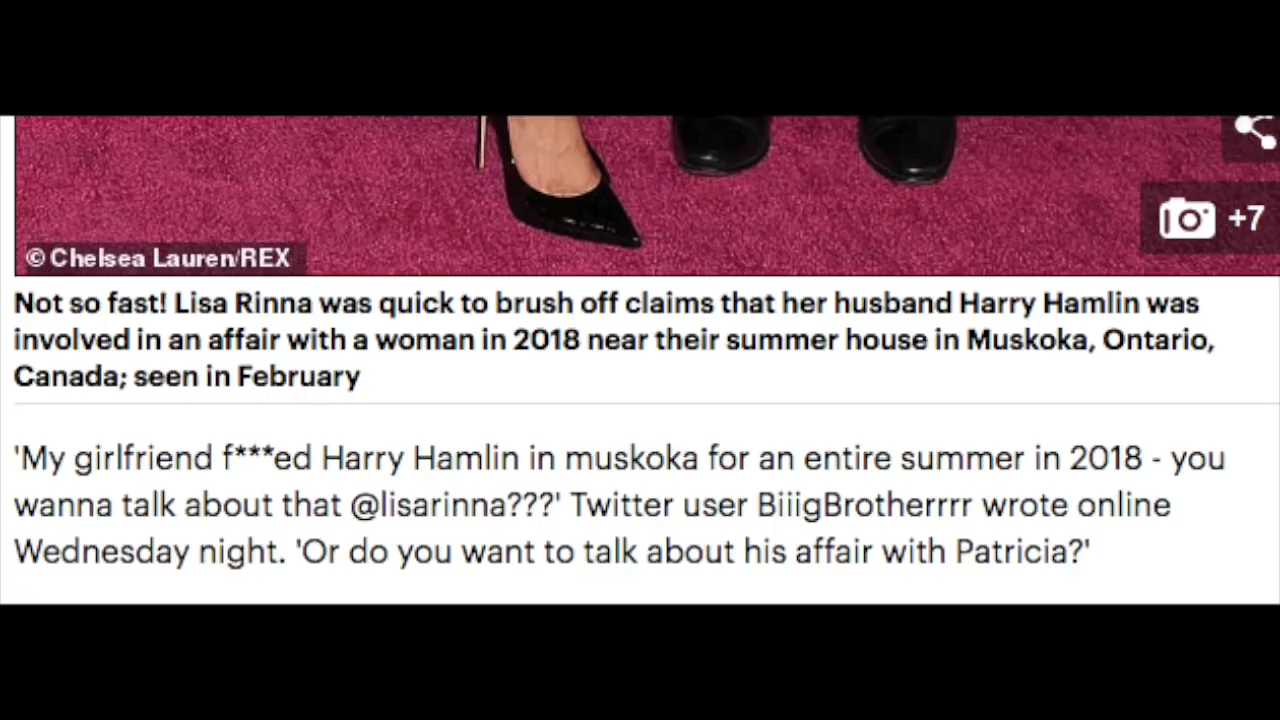 +7
© Chelsea Lauren/REX
Not so fast! Lisa Rinna was quick to brush off claims that her husband Harry Hamlin was
involved in an affair with a woman in 2018 near their summer house in Muskoka, Ontario,
Canada; seen in February
'My girlfriend f***ed Harry Hamlin in muskoka for an entire summer in 2018 - you
wanna talk about that @lisarinna???' Twitter user BiiigBrotherrrr wrote online
Wednesday night. 'Or do you want to talk about his affair with Patricia?'